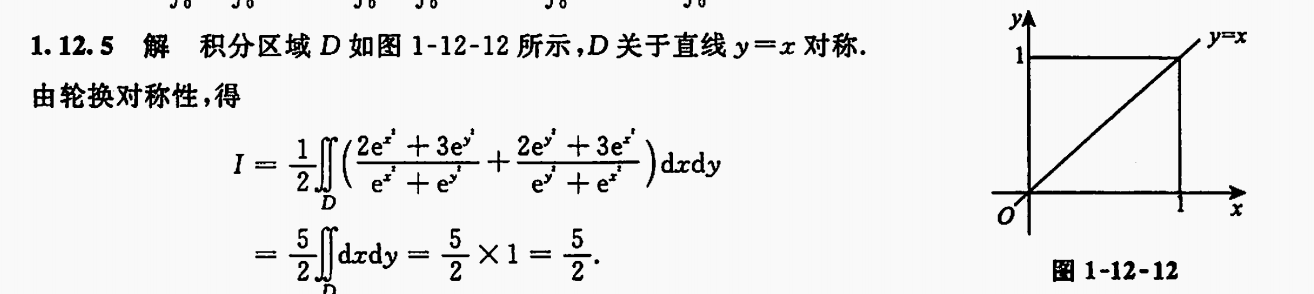 1.12.5 解 积分区域 D 如图 1-12-12 所示,D 关于直线 y=x 对称.
由轮换对称性,得
I = \frac{1}{2}\iint_D(\frac{2e^{x^2}+3e^{y^2}}{e^{x^2}+e^{y^2}}+\frac{2e^{y^2}+3e^{x^2}}{e^{y^2}+e^{x^2}})dxdy
= \frac{5}{2}\iint_D dxdy = \frac{5}{2}×1 = \frac{5}{2}.
y
y=x
1
O
1
x
图 1-12-12